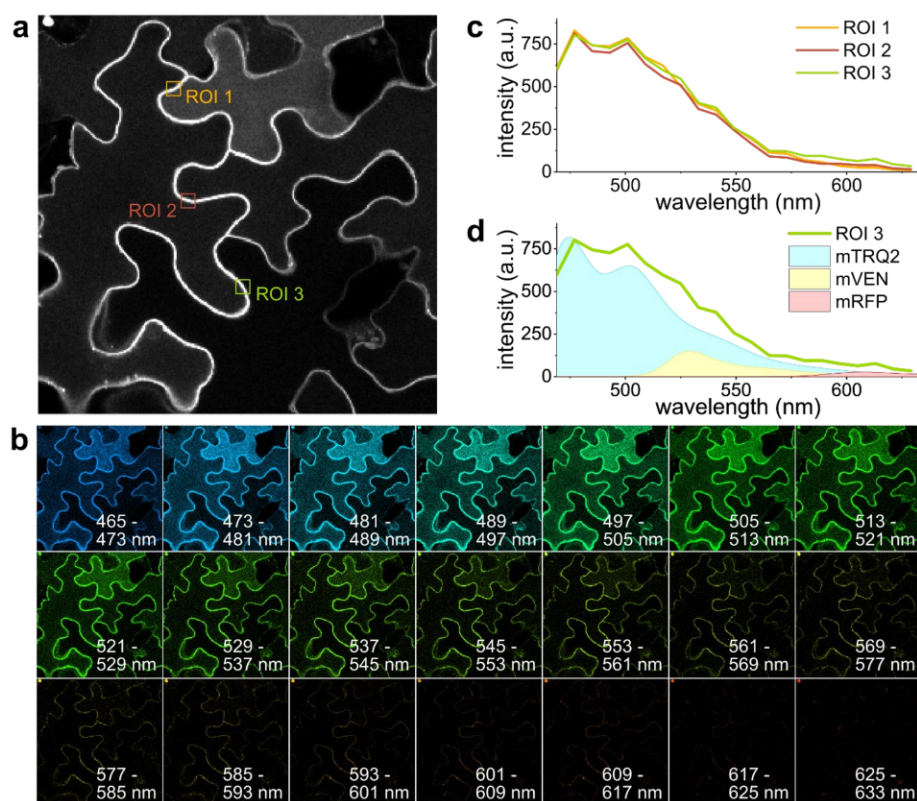 a
ROI 1
ROI 2
ROI 3
c
intensity (a.u.)
750
500
250
0
500
550
600
wavelength (nm)
ROI 1
ROI 2
ROI 3
d
intensity (a.u.)
750
500
250
0
500
550
600
wavelength (nm)
ROI 3
mTRQ2
mVEN
mRFP
b
465 -
473 nm
473 -
481 nm
481 -
489 nm
489 -
497 nm
497 -
505 nm
505 -
513 nm
513 -
521 nm
521 -
529 nm
529 -
537 nm
537 -
545 nm
545 -
553 nm
553 -
561 nm
561 -
569 nm
569 -
577 nm
577 -
585 nm
585 -
593 nm
593 -
601 nm
601 -
609 nm
609 -
617 nm
617 -
625 nm
625 -
633 nm